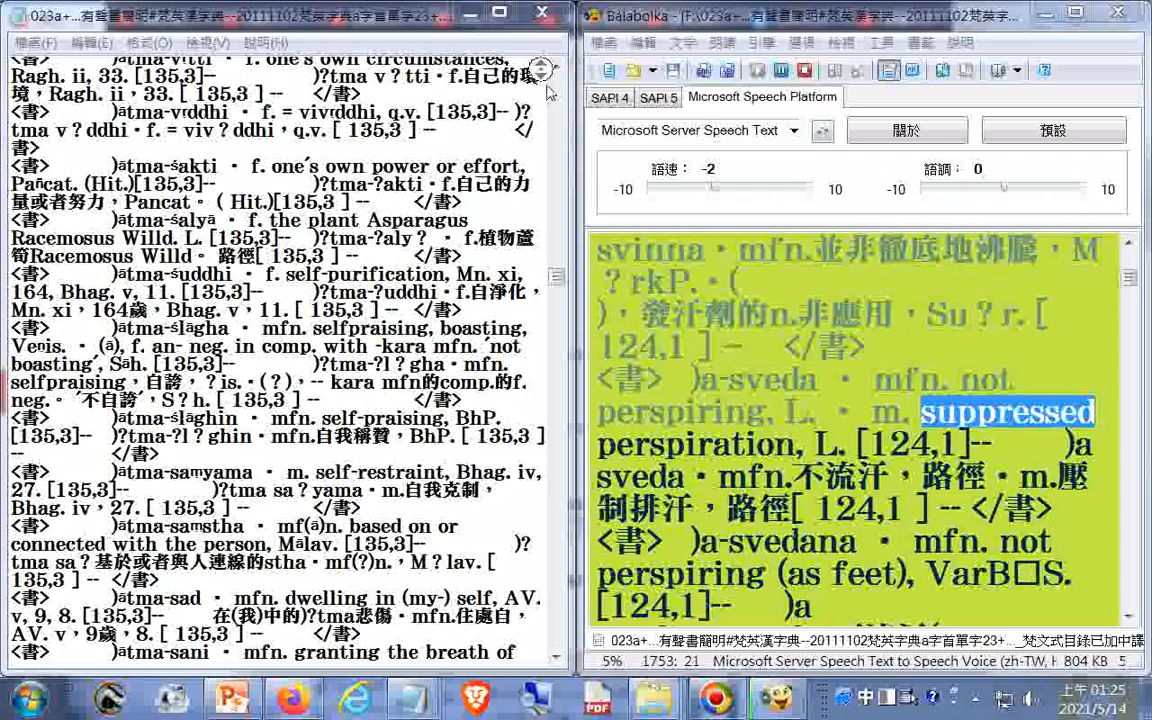 023a+...有聲書簡明#梵英漢字典--20111102梵英字典a字首單字23+...
檔案(F) 編輯(E) 格式(O) 檢視(V) 說明(H)
)ātma-vṛtti · f. one's own circumstances,
Ragh. ii, 33. [135,3]-- )?tma v ? tti · f.自己的環
境，Ragh. ii，33. [ 135,3 ] -- </書>
<書> )ātma-vṛddhi · f. = vivṛddhi, q.v. [135,3]-- )?
tma v ? ddhi · f. = viv ? ddhi，q.v. [ 135,3 ] -- </
書>
<書> )ātma-śakti · f. one's own power or effort,
Pañcat. (Hit.)[135,3]-- )?tma-?akti · f.自己的力
量或者努力，Pancat。 ( Hit.)[135,3 ] -- </書>
<書> )ātma-śalyā · f. the plant Asparagus
Racemosus Willd. L. [135,3]-- )?tma-?aly ? · f.植物蘆
筍Racemosus Willd。 路徑[ 135,3 ] -- </書>
<書> )ātma-śuddhi · f. self-purification, Mn. xi,
164, Bhag. v, 11. [135,3]-- )?tma-?uddhi · f.自淨化，
Mn. xi，164歲，Bhag. v，11. [ 135,3 ] -- </書>
<書> )ātma-ślāgha · mfn. selfpraising, boasting,
Veṇis. · (ā), f. an- neg. in comp. with -kara mfn. 'not
boasting', Sāh. [135,3]-- )?tma-?l ? gha · mfn.
selfpraising，自誇，?is. · ( ? )，-- kara mfn的comp.的f.
neg.。 '不自誇'，S ? h. [ 135,3 ] -- </書>
<書> )ātma-ślāghin · mfn. self-praising, BhP.
[135,3]-- )?tma-?l ? ghin · mfn.自我稱讚，BhP. [ 135,3 ]
-- </書>
<書> )ātma-saṃyama · m. self-restraint, Bhag. iv,
27. [135,3]-- )?tma sa ? yama · m.自我克制，
Bhag. iv，27. [ 135,3 ] -- </書>
<書> )ātma-saṃstha · mf(ā)n. based on or
connected with the person, Mālav. [135,3]-- )?
tma sa ? 基於或者與人連線的stha · mf(?)n.，M ? lav. [
135,3 ] -- </書>
<書> )ātma-sad · mfn. dwelling in (my-) self, AV.
v, 9, 8. [135,3]-- 在(我)中的)?tma悲傷 · mfn.住處自，
AV. v，9歲，8. [ 135,3 ] -- </書>
<書> )ātma-sani · mfn. granting the breath of
Balabolka - [F:\023a+...有聲書簡明#梵英漢字典--20111102梵英字...
檔案 編輯 文字 朗讀 引擎 選項 檢視 工具 書籤 說明
SAPI 4 SAPI 5 Microsoft Speech Platform
Microsoft Server Speech Text 關於 預設
語速： -2 語調： 0
-10 10 -10 10
svinna · mfn.並非徹底地沸騰，M
? rkP. · (
)，發汗劑的n.非應用，Su ? r. [
124,1 ] -- </書>
<書> )a-sveda · mfn. not
perspiring, L. · m. suppressed
perspiration, L. [124,1]-- )a
sveda · mfn.不流汗，路徑 · m.壓
制排汗，路徑[ 124,1 ] -- </書>
<書> )a-svedana · mfn. not
perspiring (as feet), VarB□S.
[124,1]-- )a
023a+...有聲書簡明#梵英漢字典--20111102梵英字典a字首單字23+..._梵文式目錄已加中譯
5% 1753: 21 Microsoft Server Speech Text to Speech Voice (zh-TW, H 804 KB 5
中
上午 01:25
2021/5/14